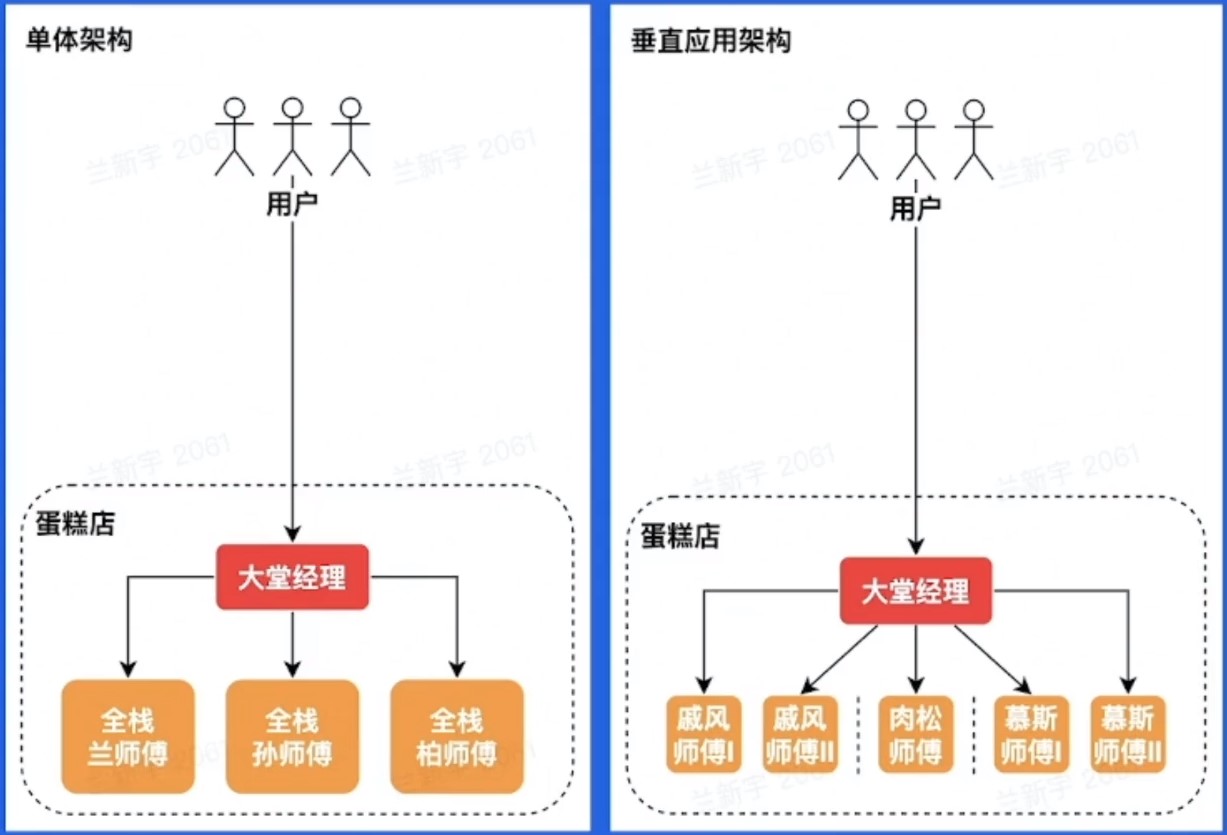 单体架构
用户
蛋糕店
大堂经理
全栈
兰师傅
全栈
孙师傅
全栈
柏师傅
垂直应用架构
用户
蛋糕店
大堂经理
戚风
师傅I
戚风
师傅II
肉松
师傅
慕斯
师傅I
慕斯
师傅II
兰新宇 2061
兰新宇 2061
兰新宇 2061
兰新宇 2061
兰新宇 2061
兰新宇 2061
兰新宇 2061
兰新宇 2061